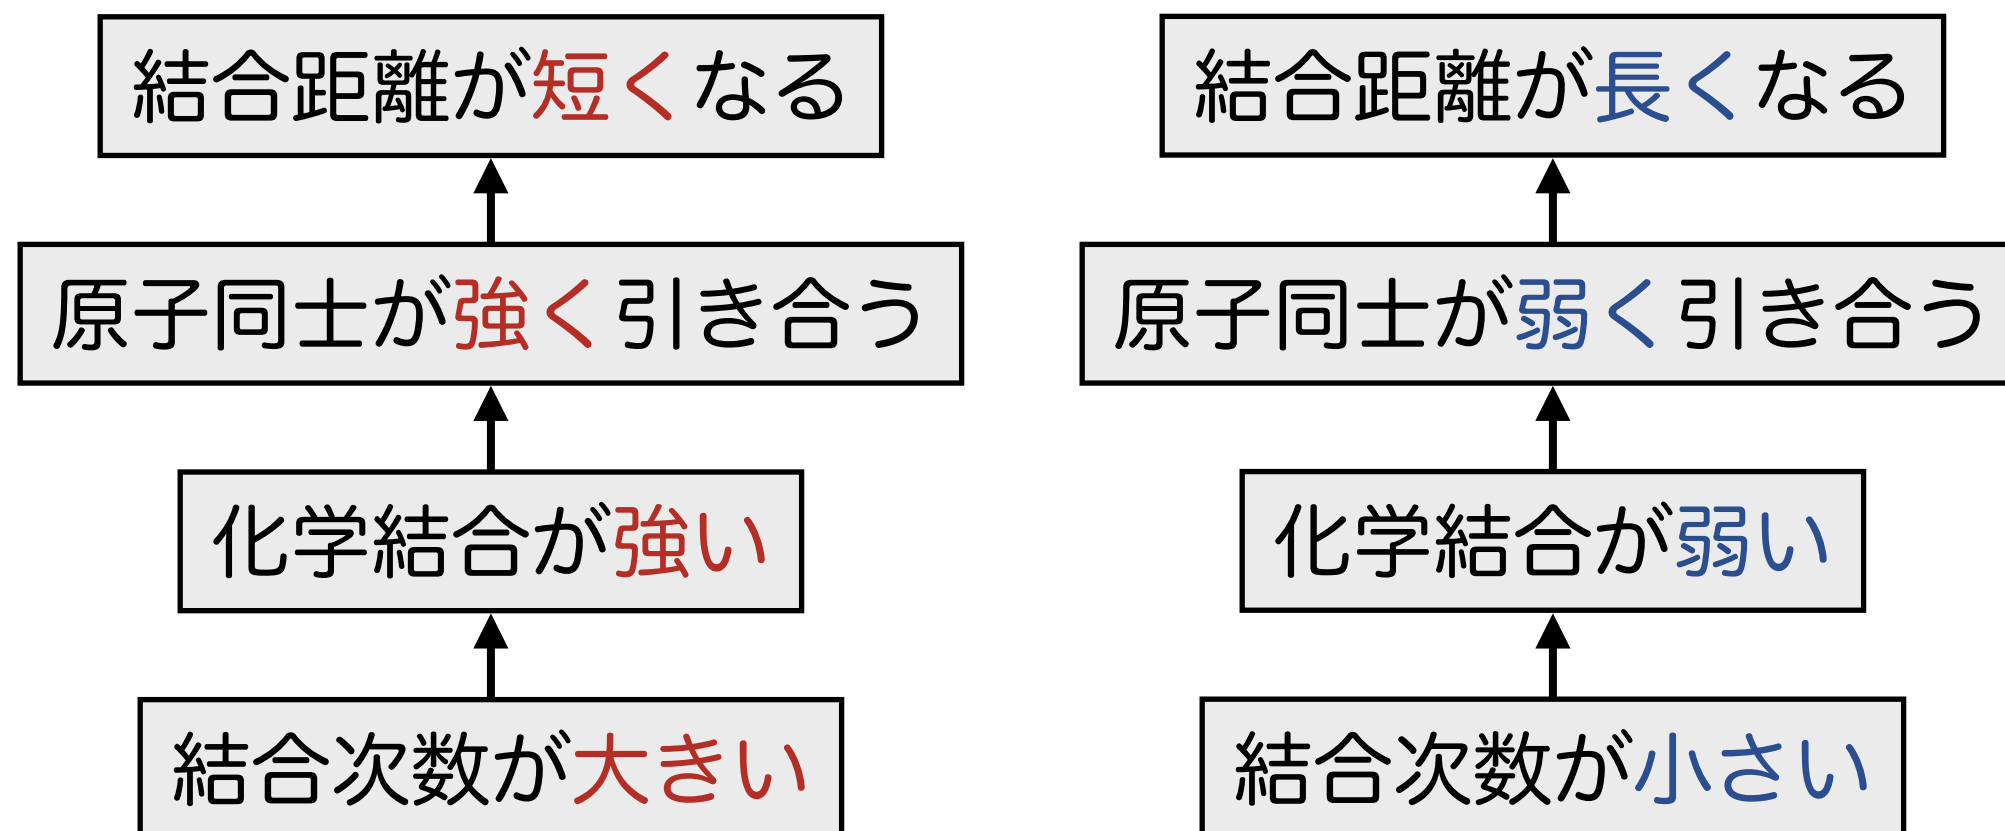 結合距離が短くなる
原子同士が強く引き合う
化学結合が強い
結合次数が大きい
結合距離が長くなる
原子同士が弱く引き合う
化学結合が弱い
結合次数が小さい